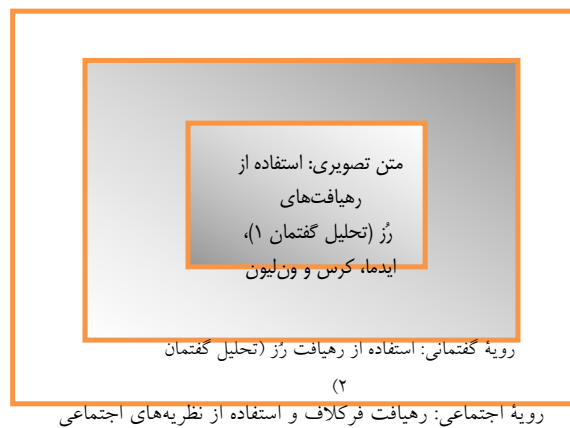 متن تصویری: استفاده از
رهیافت‌های
رُز (تحلیل گفتمان ۱)،
ایدما، کرس و ون‌لیون
رویهٔ گفتمانی: استفاده از رهیافت رُز (تحلیل گفتمان
۲)
رویهٔ اجتماعی: رهیافت فرکلاف و استفاده از نظریه‌های اجتماعی